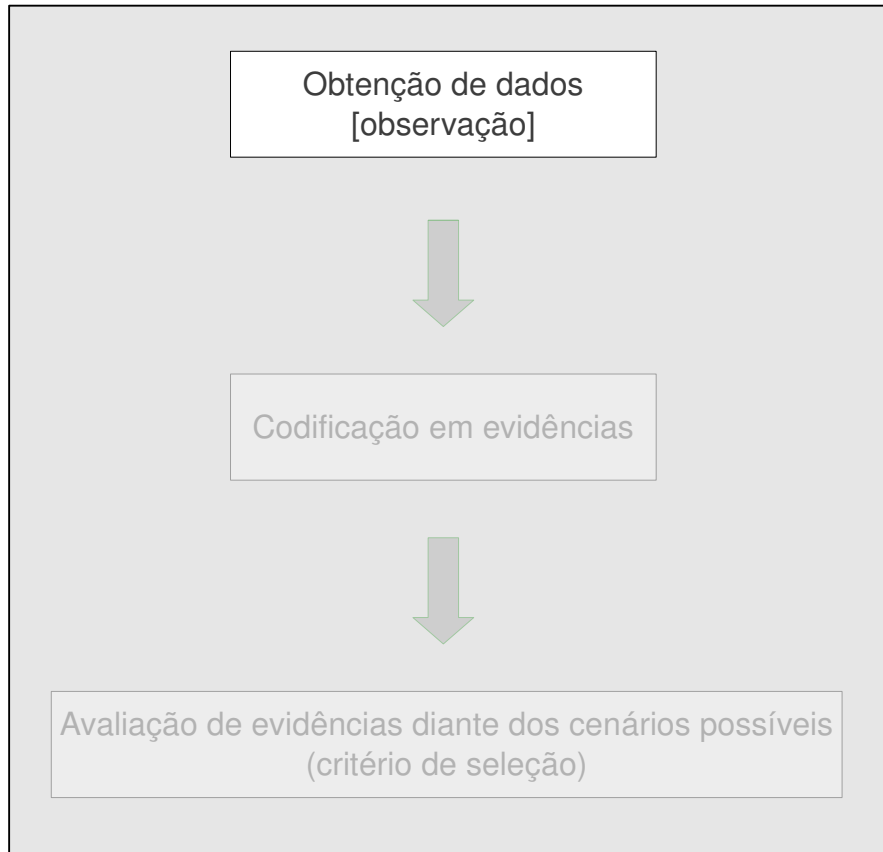 Obtenção de dados
[observação]
Codificação em evidências
Avaliação de evidências diante dos cenários possíveis
(critério de seleção)